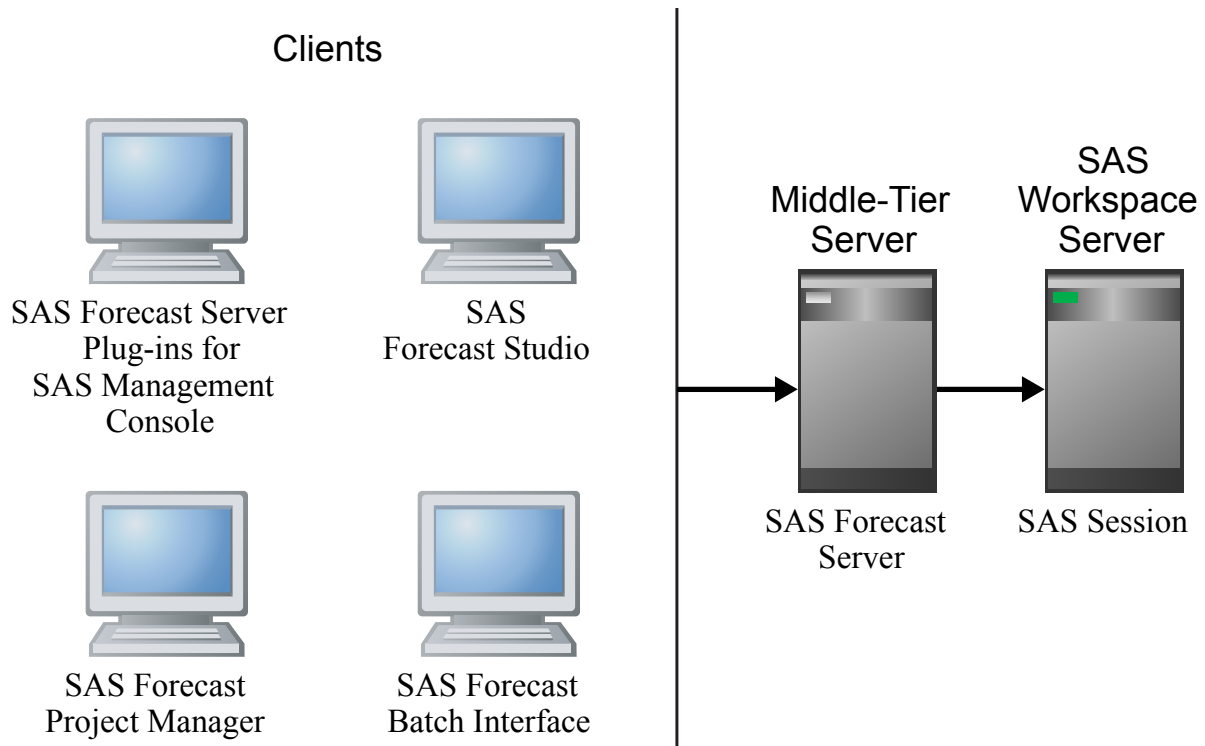 Clients
SAS Forecast Server
Plug-ins for
SAS Management
Console
SAS
Forecast Studio
SAS Forecast
Project Manager
SAS Forecast
Batch Interface
Middle-Tier
Server
SAS Forecast
Server
SAS
Workspace
Server
SAS Session